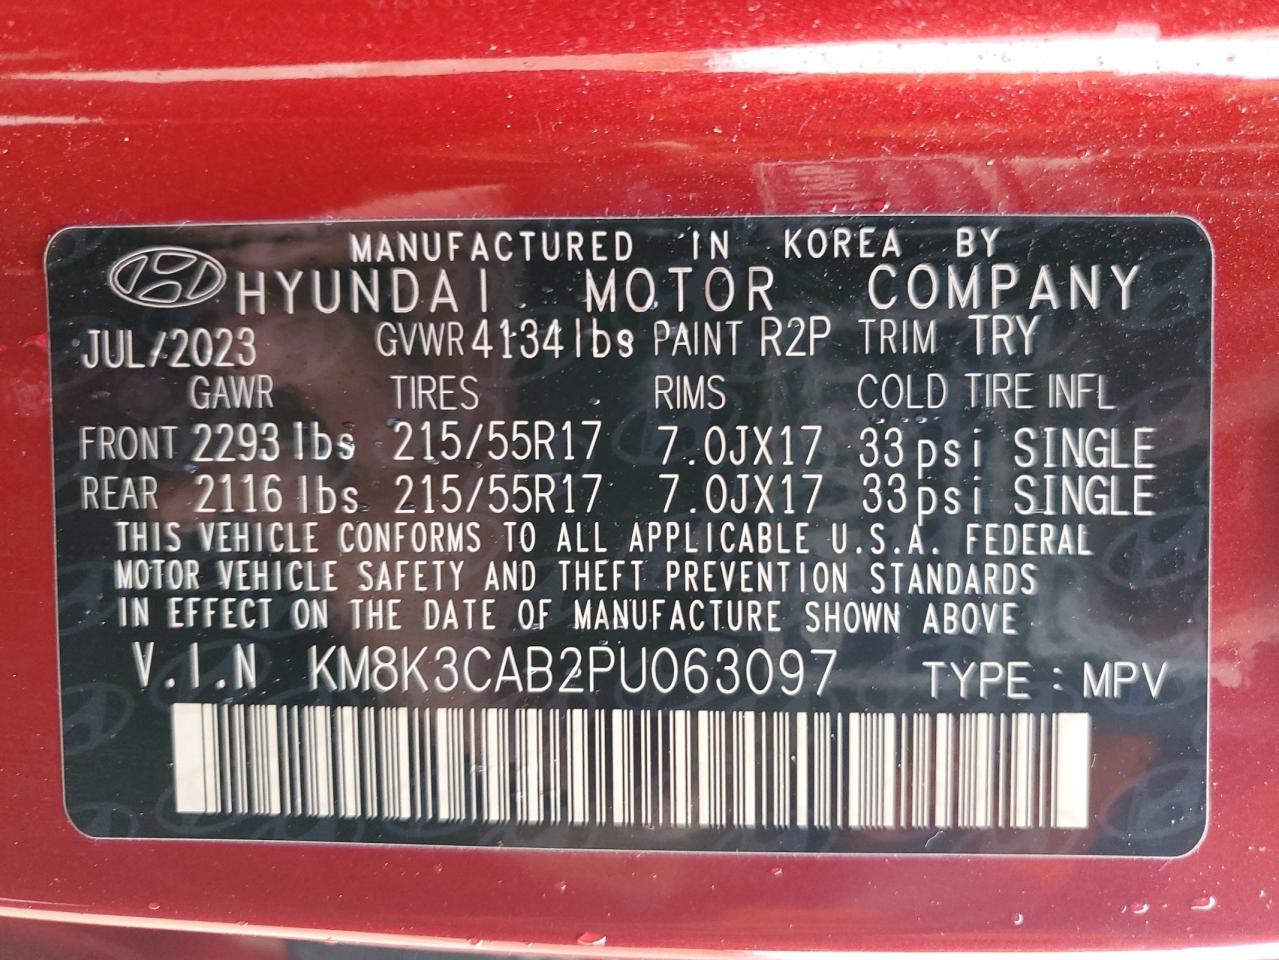 MANUFACTURED IN KOREA BY
HYUNDAI MOTOR COMPANY
JUL/2023 GVWR 4134lbs PAINT R2P TRIM TRY
GAWR TIRES RIMS COLD TIRE INFL
FRONT 2293 lbs 215/55R17 7.0JX17 33psi SINGLE
REAR 2116 lbs 215/55R17 7.0JX17 33psi SINGLE
THIS VEHICLE CONFORMS TO ALL APPLICABLE U.S.A. FEDERAL
MOTOR VEHICLE SAFETY AND THEFT PREVENTION STANDARDS
IN EFFECT ON THE DATE OF MANUFACTURE SHOWN ABOVE
V.I.N KM8K3CAB2PU063097 TYPE : MPV